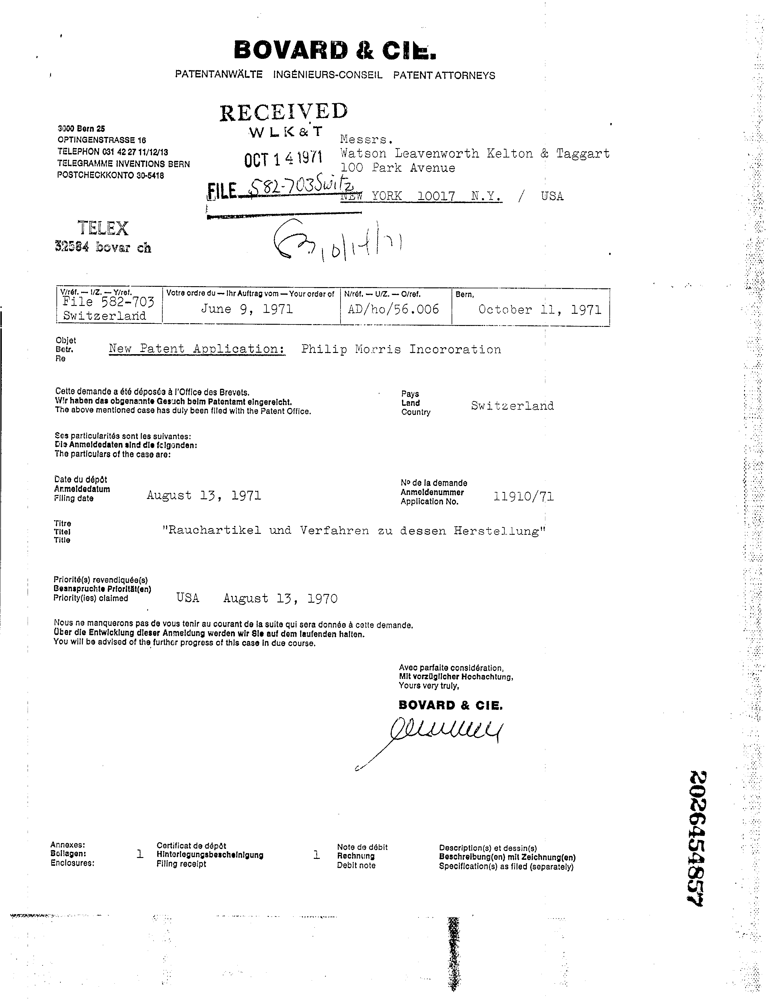 BOVARD & CIE.
PATENTANWÄLTE INGÉNIEURS-CONSEIL PATENT ATTORNEYS
3000 Bern 25
OPTINGENSTRASSE 16
TELEPHON 031 42 27 11/12/13
TELEGRAMME INVENTIONS BERN
POSTCHECKKONTO 30-5418
RECEIVED
WLK&T
OCT 14 1971
FILE 582-703 Switz
Messrs.
Watson Leavenworth Kelton & Taggart
100 Park Avenue
NEW YORK 10017 N.Y. / USA
TELEX
32584 bovar ch
10/14/71
V/réf. — I/Z. — Y/ref.
File 582-703
Switzerland
Votre ordre du — Ihr Auftrag vom — Your order of
June 9, 1971
N/réf. — U/Z. — O/ref.
AD/ho/56.006
Bern,
October 11, 1971
Objet
Betr.
Re
New Patent Application: Philip Morris Incororation
Cette demande a été déposée à l'Office des Brevets.
Wir haben das obgenannte Gesuch beim Patentamt eingereicht.
The above mentioned case has duly been filed with the Patent Office.
Pays
Land
Country
Switzerland
Ses particularités sont les suivantes:
Die Anmeldedaten sind die folgenden:
The particulars of the case are:
Date du dépôt
Anmeldedatum
Filing date
August 13, 1971
Nº de la demande
Anmeldenummer
Application No.
11910/71
Titre
Titel
Title
"Rauchartikel und Verfahren zu dessen Herstellung"
Priorité(s) revendiquée(s)
Beanspruchte Priorität(en)
Priority(ies) claimed
USA August 13, 1970
Nous ne manquerons pas de vous tenir au courant de la suite qui sera donnée à cette demande.
Über die Entwicklung dieser Anmeldung werden wir Sie auf dem laufenden halten.
You will be advised of the further progress of this case in due course.
Avec parfaite considération,
Mit vorzüglicher Hochachtung,
Yours very truly,
BOVARD & CIE.
Annexes:
Beilagen:
Enclosures:
1
Certificat de dépôt
Hinterlegungsbescheinigung
Filing receipt
1
Note de débit
Rechnung
Debit note
Description(s) et dessin(s)
Beschreibung(en) mit Zeichnung(en)
Specification(s) as filed (separately)
2026454857